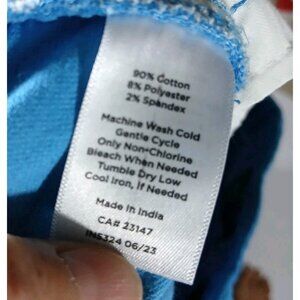 90% Cotton
8% Polyester
2% Spandex
Machine Wash Cold
Gentle Cycle
Only Non-Chlorine
Bleach When Needed
Tumble Dry Low
Cool Iron, If Needed
Made In India
CA# 23147
INS324 06/23